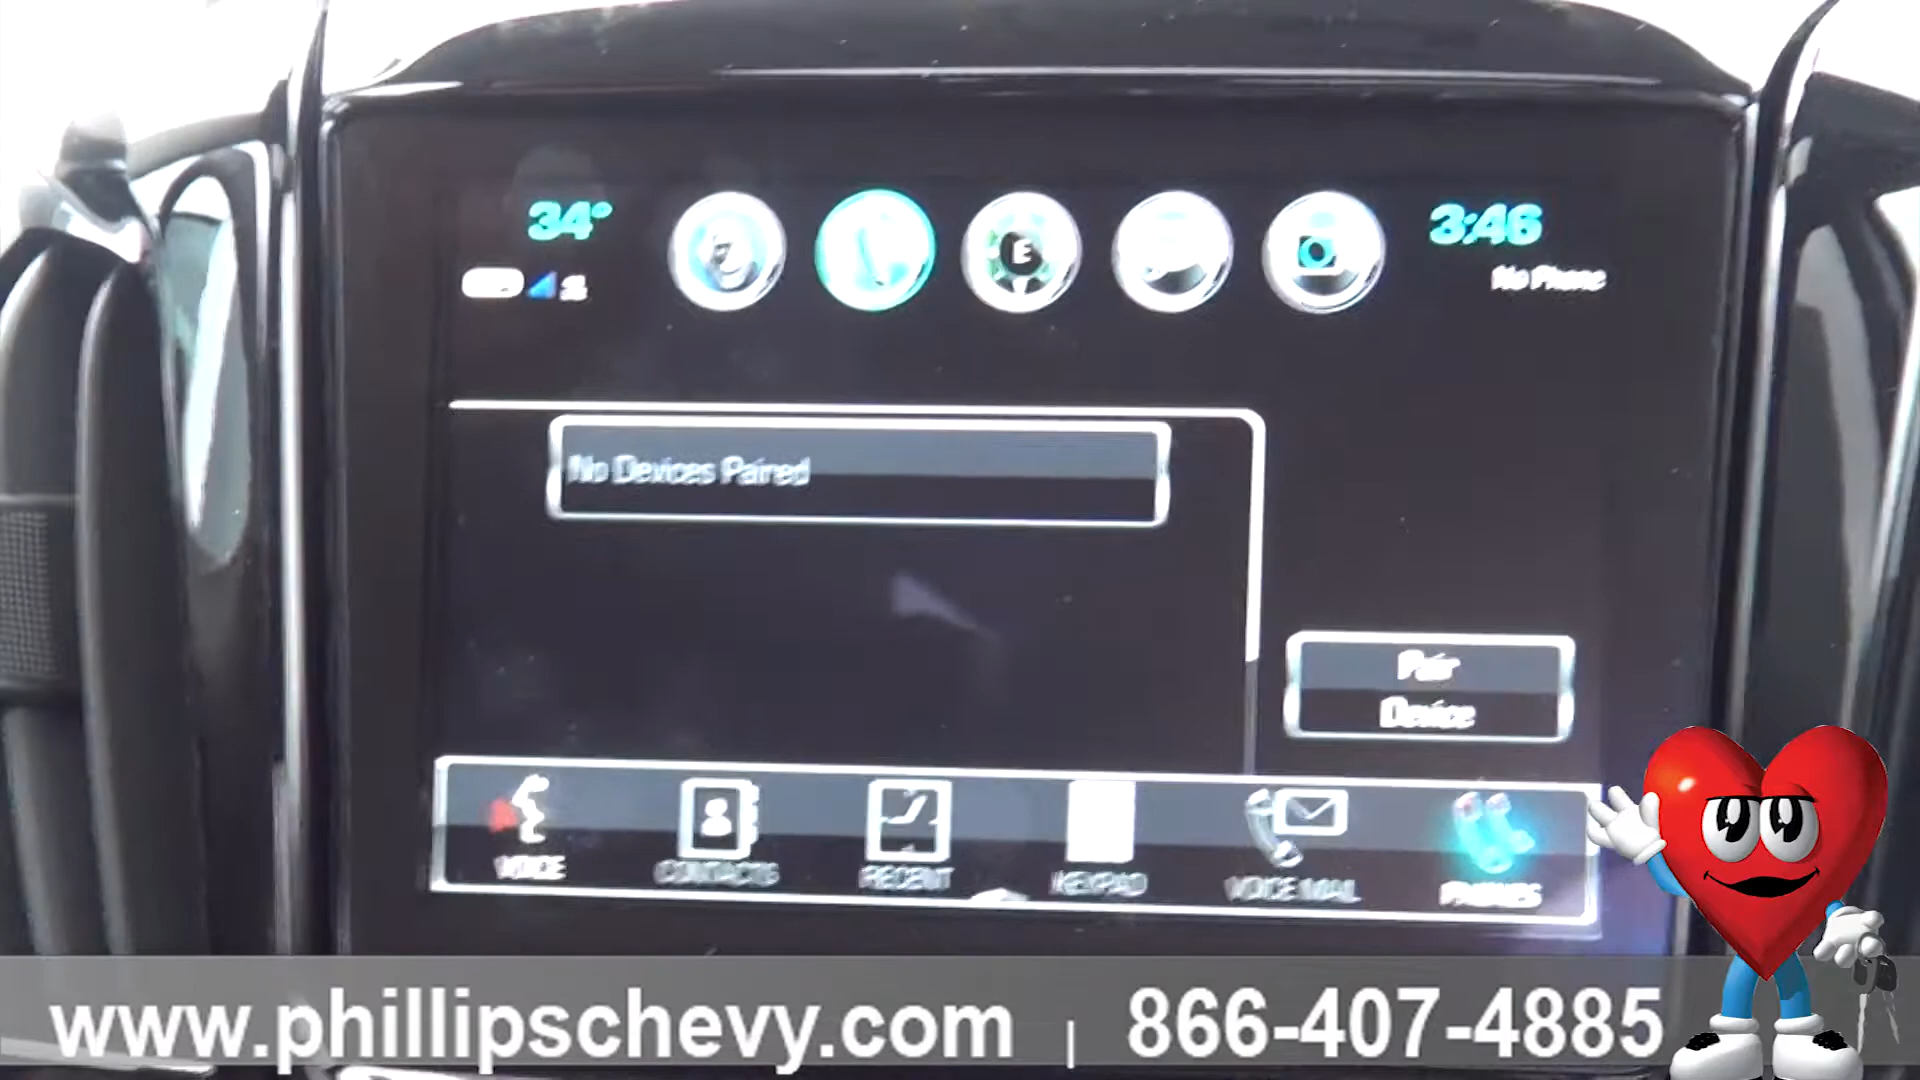 34°
3:46
No Phone
No Devices Paired
Pair
Device
VOICE
CONTACTS
RECENT
KEYPAD
VOICE MAIL
PHONES
www.phillipschevy.com | 866-407-4885